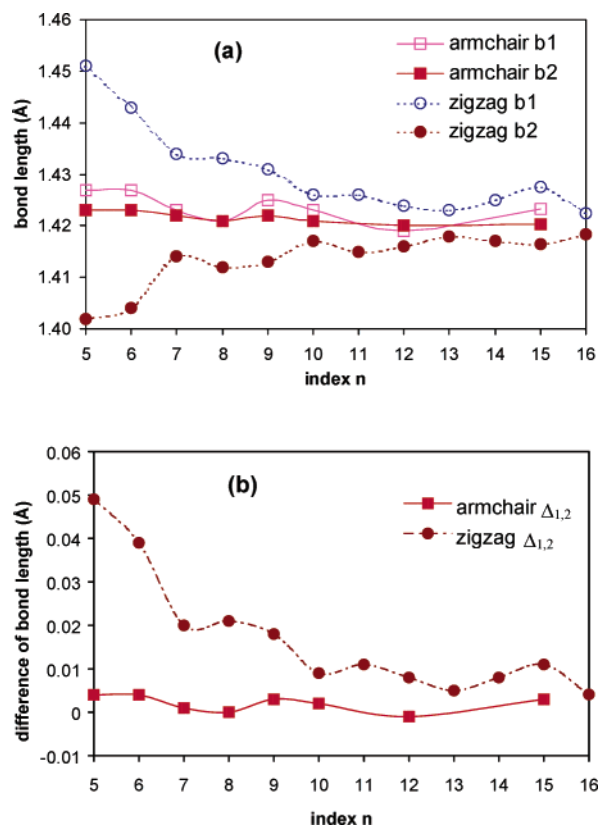 (a)
armchair b1
armchair b2
zigzag b1
zigzag b2
bond length (Å)
1.46
1.45
1.44
1.43
1.42
1.41
1.40
5 6 7 8 9 10 11 12 13 14 15 16
index n
(b)
armchair Δ1,2
zigzag Δ1,2
difference of bond length (Å)
0.06
0.05
0.04
0.03
0.02
0.01
0
-0.01
5 6 7 8 9 10 11 12 13 14 15 16
index n